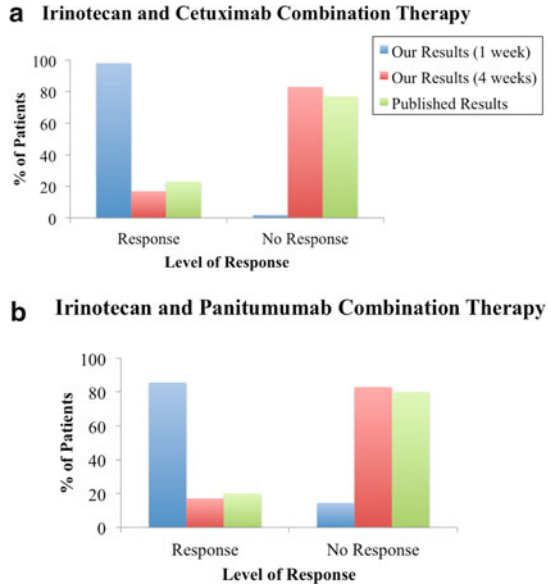 a Irinotecan and Cetuximab Combination Therapy
Our Results (1 week)
Our Results (4 weeks)
Published Results
% of Patients
100
80
60
40
20
0
Response No Response
Level of Response
b Irinotecan and Panitumumab Combination Therapy
% of Patients
100
80
60
40
20
0
Response No Response
Level of Response